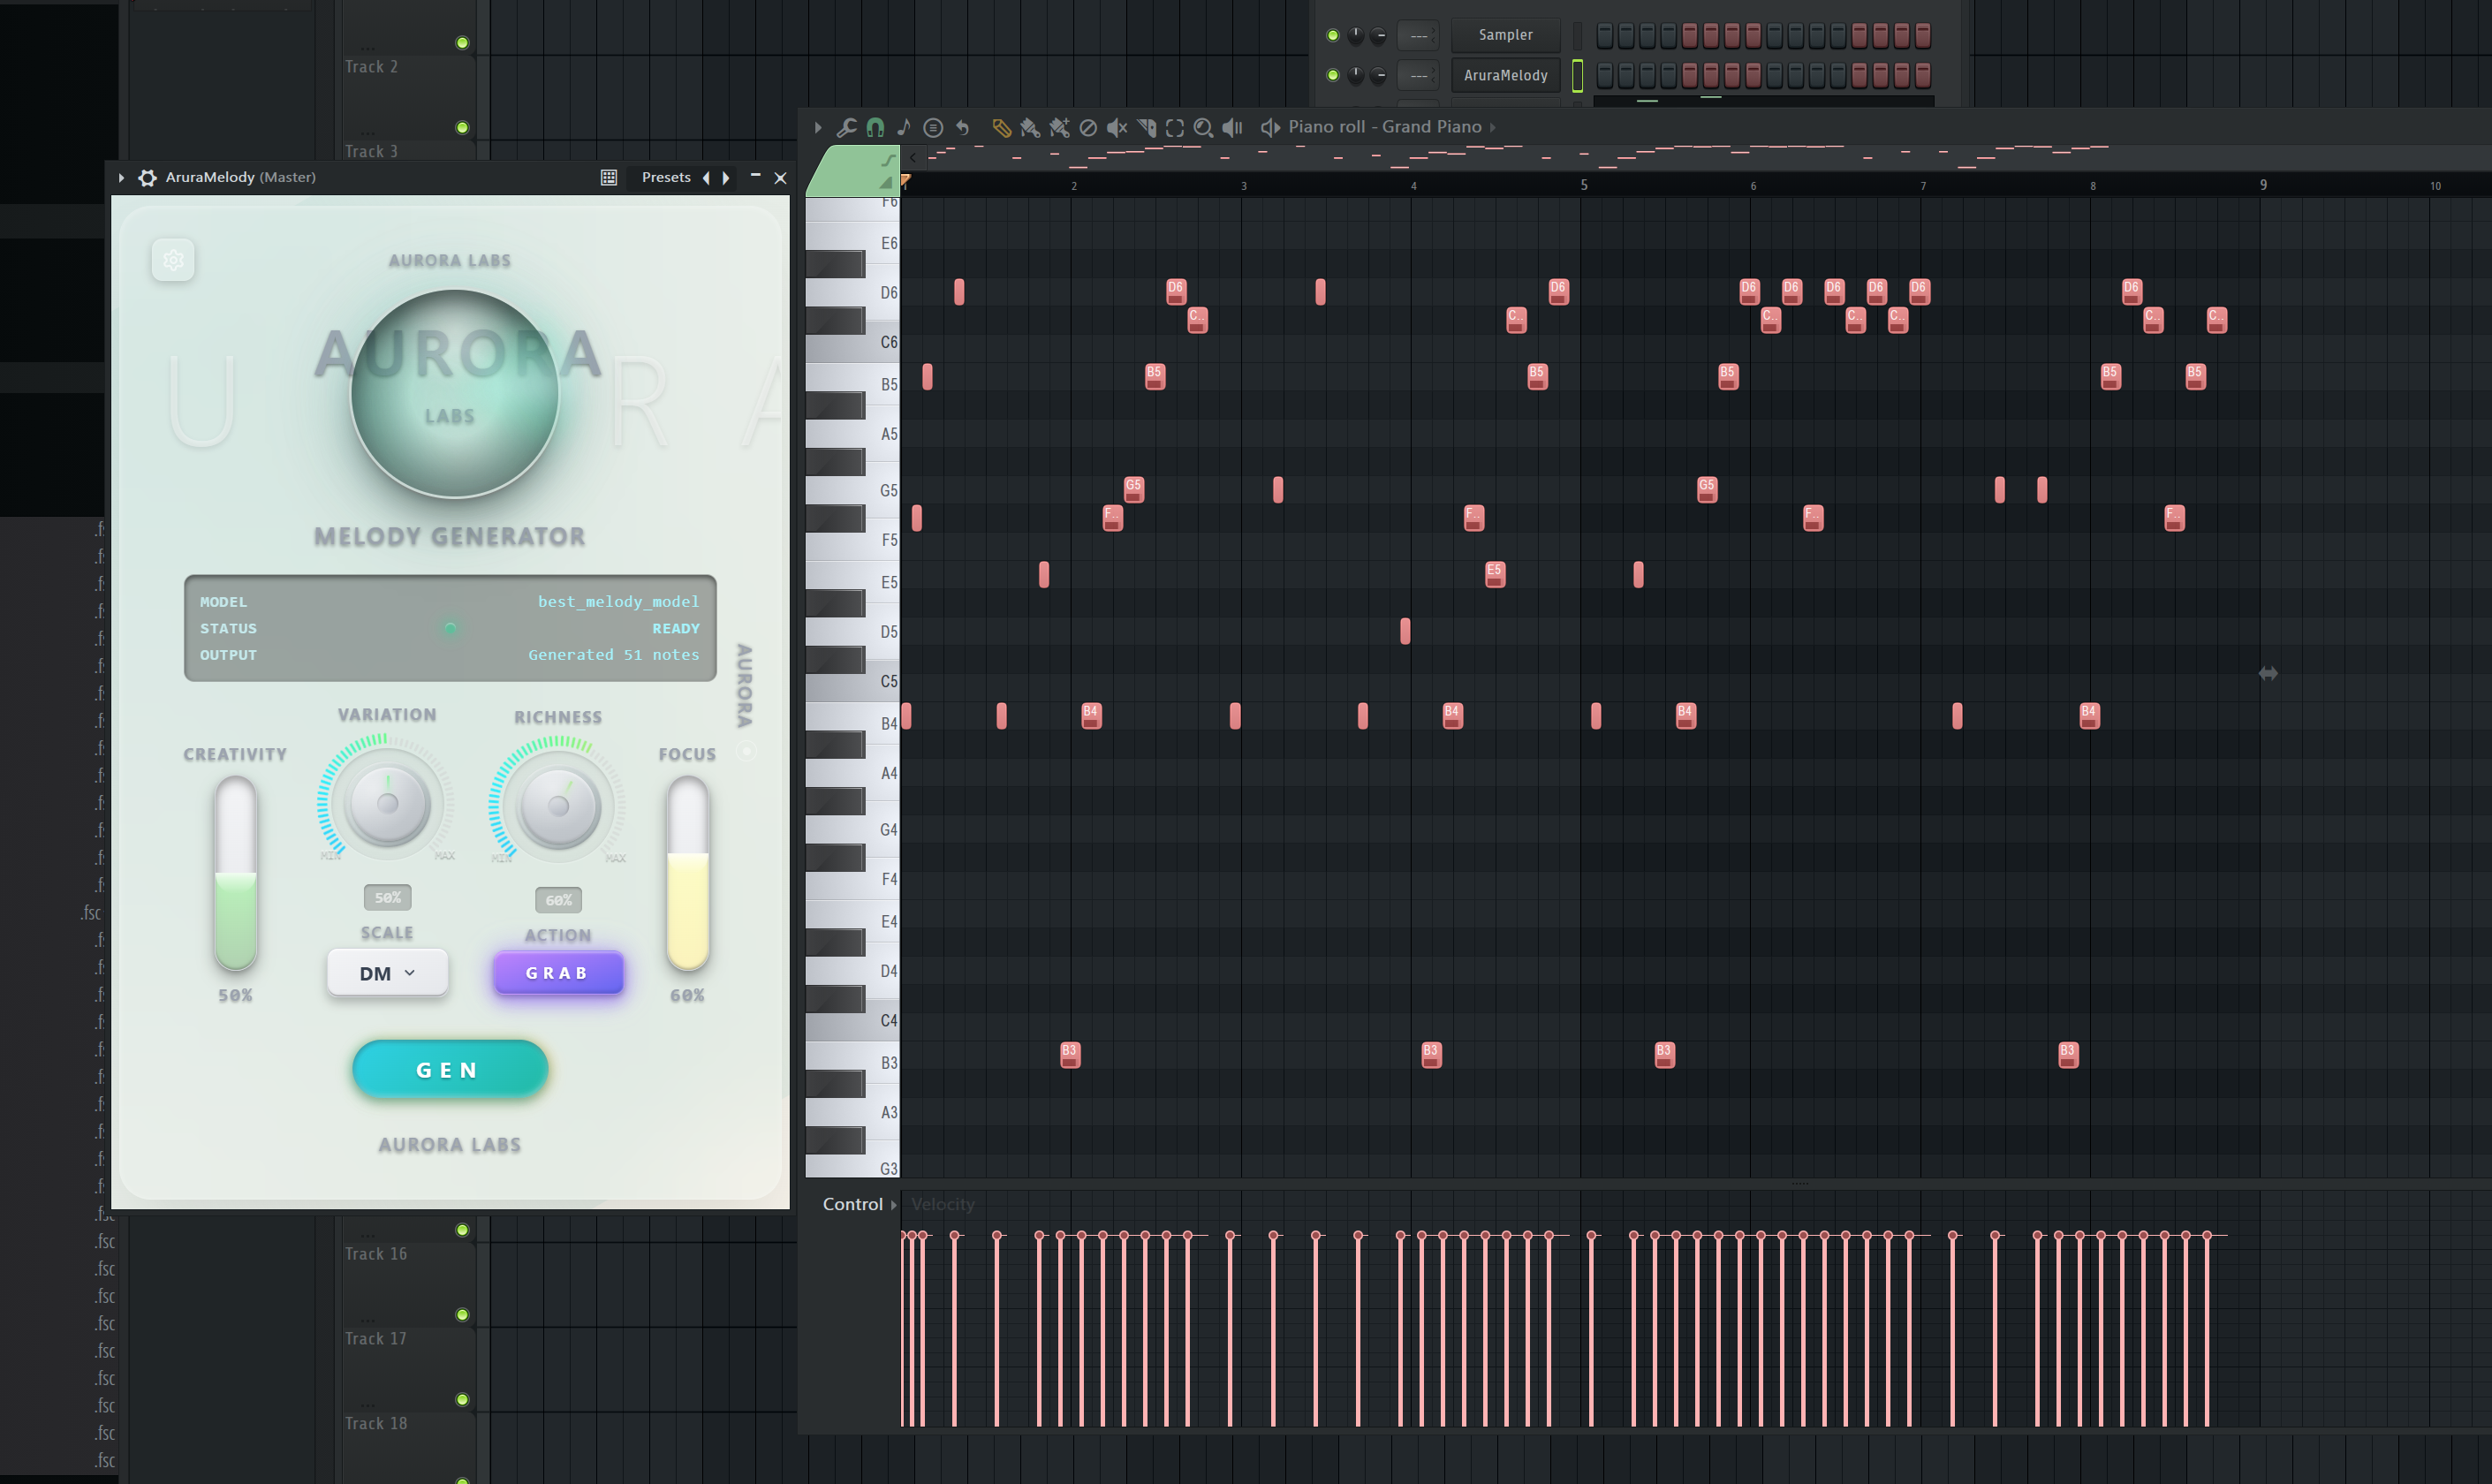 Track 2
Track 3
Sampler
AruraMelody
Piano roll - Grand Piano
AruraMelody (Master)
Presets
1 2 3 4 5 6 7 8 9 10
AURORA LABS
AURORA
U R A
LABS
MELODY GENERATOR
MODEL best_melody_model
STATUS READY
OUTPUT Generated 51 notes
AURORA
VARIATION
RICHNESS
CREATIVITY
FOCUS
MIN MAX
MIN MAX
50%
60%
SCALE
ACTION
DM
GRAB
50%
60%
GEN
AURORA LABS
F6
E6
D6
C6
B5
A5
G5
F5
E5
D5
C5
B4
A4
G4
F4
E4
D4
C4
B3
A3
G3
D6 D6 D6 D6 D6 D6 D6 D6
C.. C.. C.. C.. C.. C.. C..
B5 B5 B5 B5 B5
G5 G5
F.. F.. F.. F..
E5
B4 B4 B4 B4
B3 B3 B3 B3
Control
Velocity
Track 16
Track 17
Track 18
.fsc
.fsc
.fsc
.fsc
.fsc
.fsc
.fsc
.fsc
.fsc
.fsc